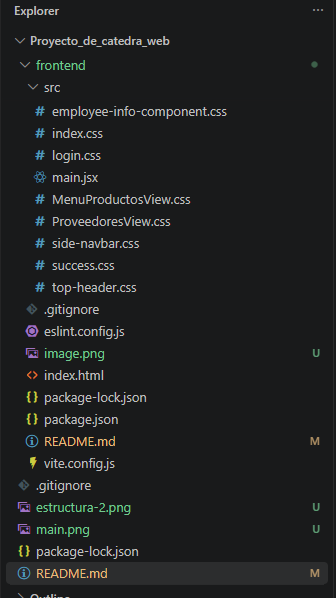 Explorer
Proyecto_de_catedra_web
frontend
src
employee-info-component.css
index.css
login.css
main.jsx
MenuProductosView.css
ProveedoresView.css
side-navbar.css
success.css
top-header.css
.gitignore
eslint.config.js
image.png U
index.html
package-lock.json
package.json
README.md M
vite.config.js
.gitignore
estructura-2.png U
main.png U
package-lock.json
README.md M
Outline